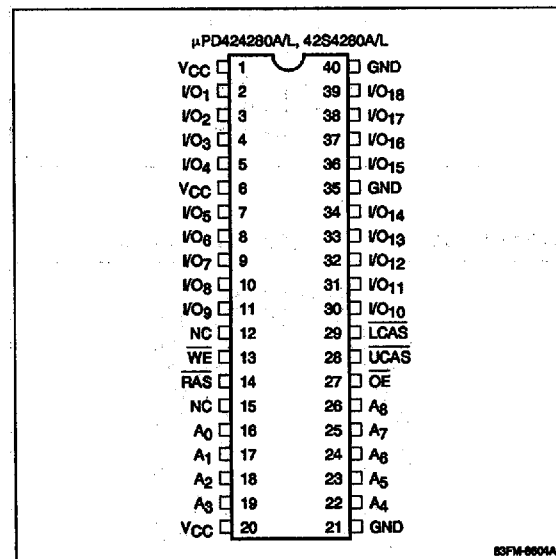 μPD424280A/L, 42S4280A/L
VCC 1 40 GND
I/O1 2 39 I/O18
I/O2 3 38 I/O17
I/O3 4 37 I/O16
I/O4 5 36 I/O15
VCC 6 35 GND
I/O5 7 34 I/O14
I/O6 8 33 I/O13
I/O7 9 32 I/O12
I/O8 10 31 I/O11
I/O9 11 30 I/O10
NC 12 29 LCAS
WE 13 28 UCAS
RAS 14 27 OE
NC 15 26 A8
A0 16 25 A7
A1 17 24 A6
A2 18 23 A5
A3 19 22 A4
VCC 20 21 GND
83FM-8604A